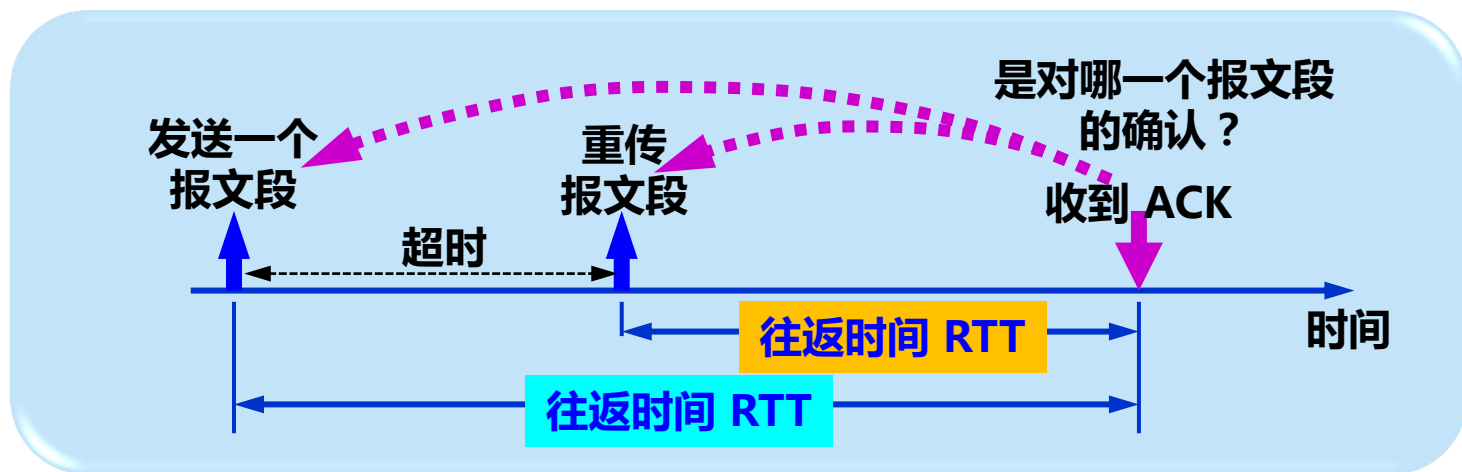 是对哪一个报文段
的确认？
发送一个
报文段
重传
报文段
收到 ACK
超时
时间
往返时间 RTT
往返时间 RTT